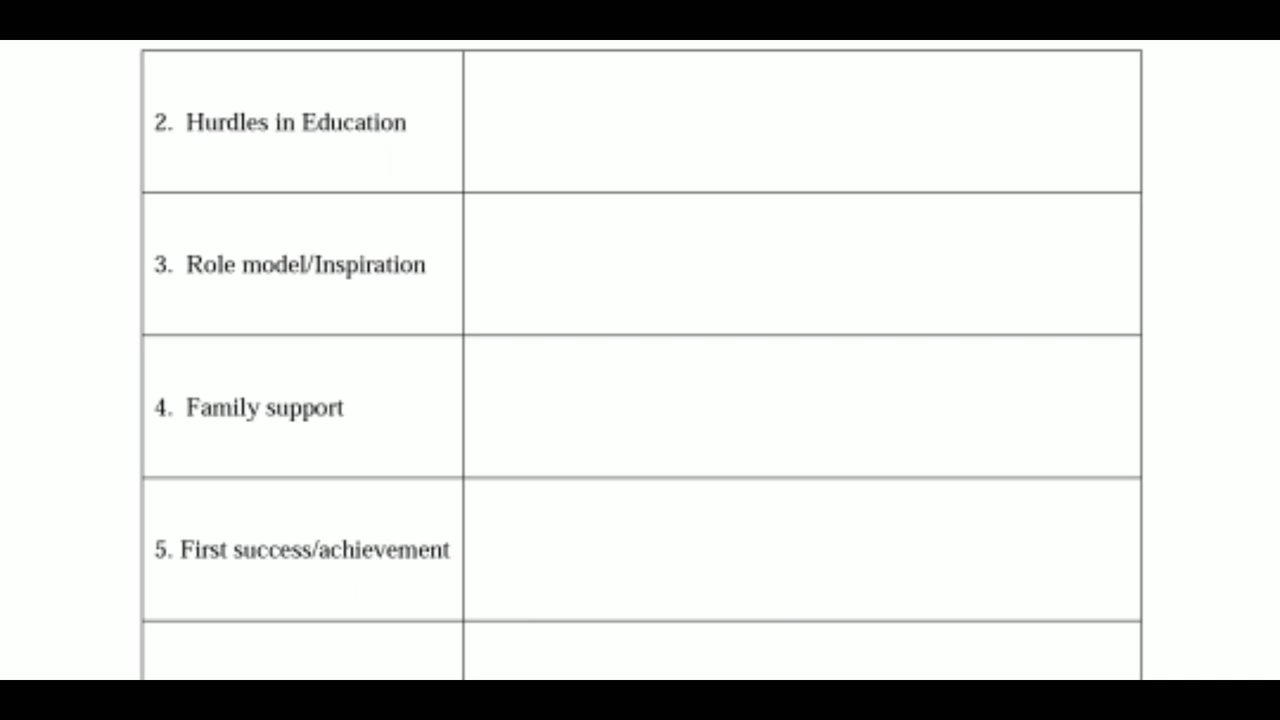 2. Hurdles in Education
3. Role model/Inspiration
4. Family support
5. First success/achievement